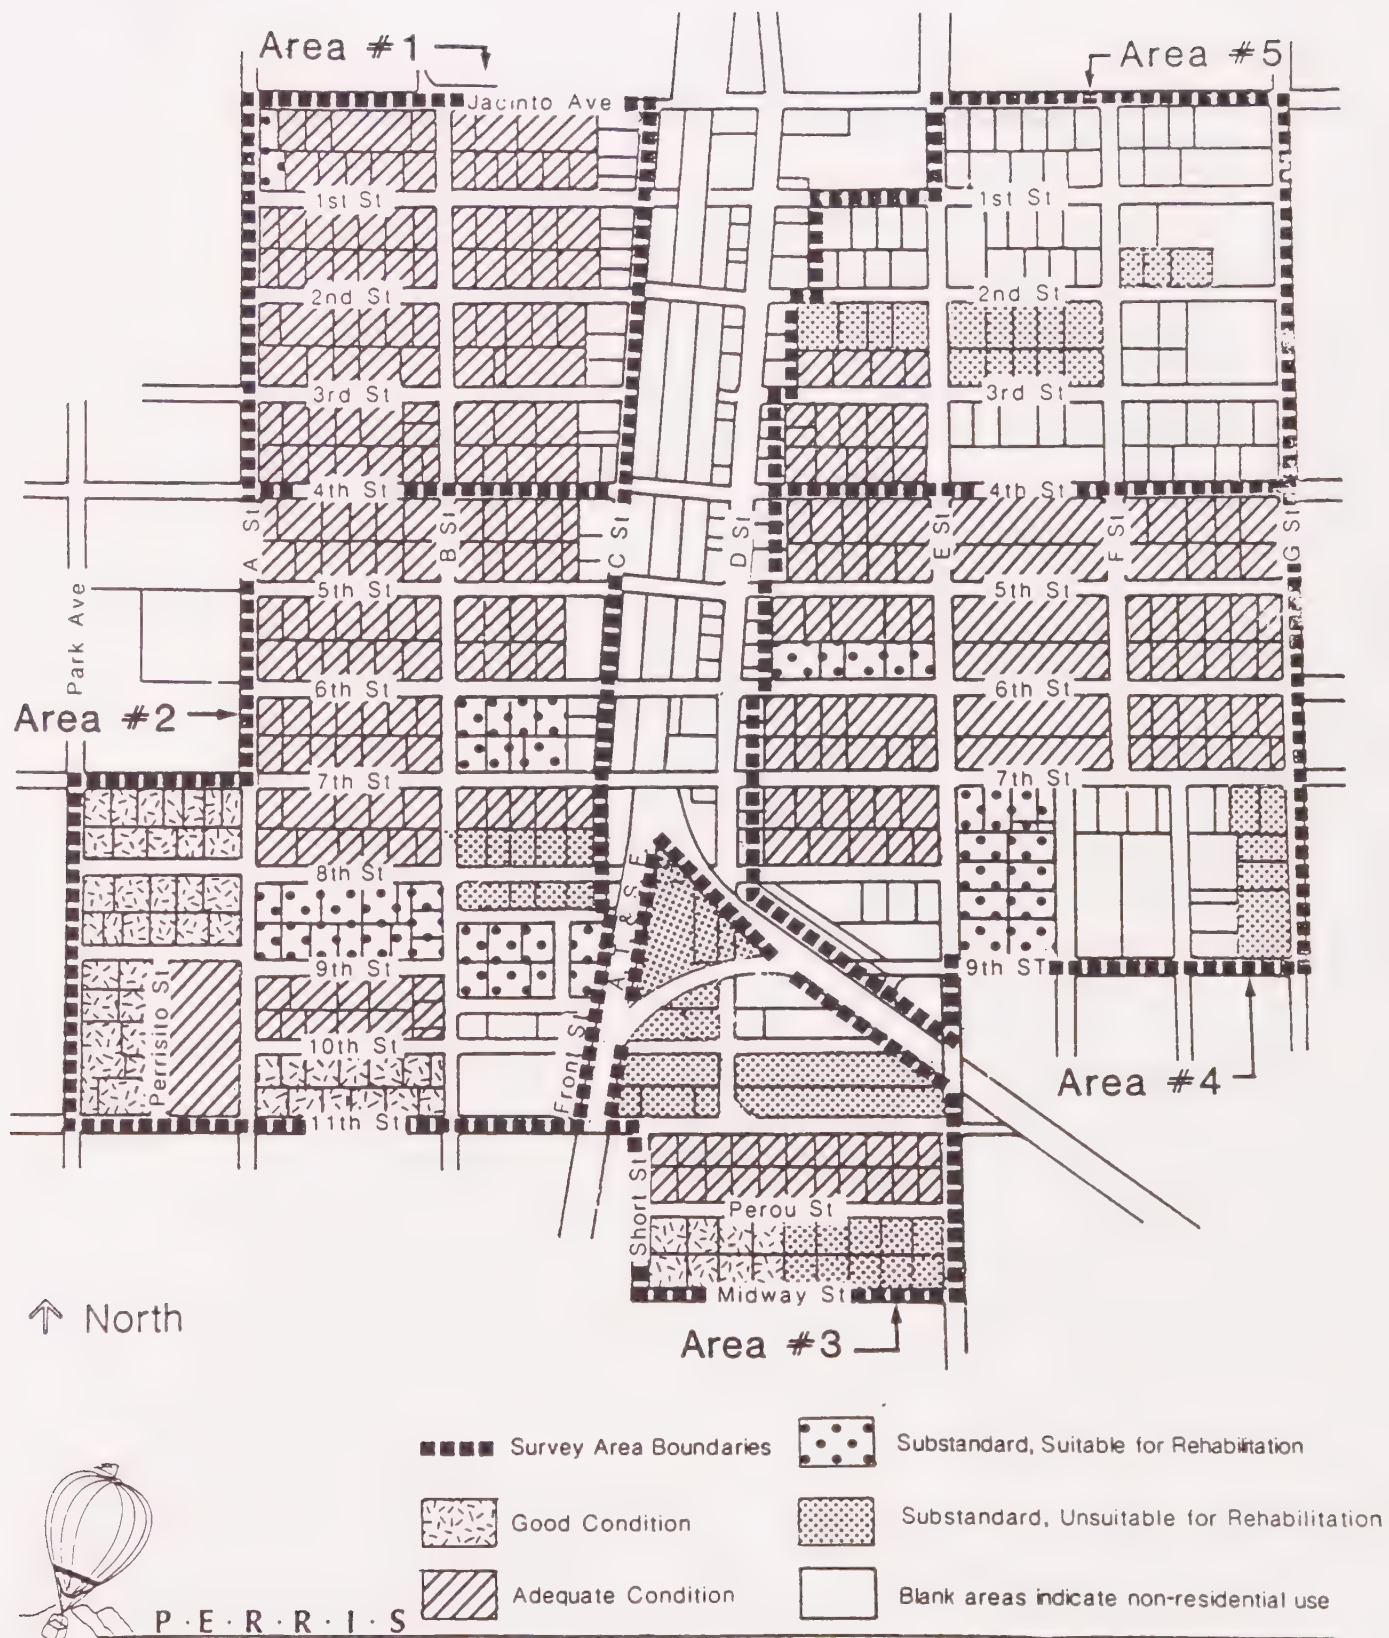 Area #1
Area #5
Jacinto Ave
1st St
1st St
2nd St
2nd St
3rd St
3rd St
4th St
4th St
A St
B St
C St
D St
E St
F St
G St
5th St
5th St
Park Ave
6th St
6th St
Area #2
7th St
7th St
8th St
A T & S F
9th St
9th ST
Perrisito St
10th St
Front St
Area #4
11th St
Short St
Perou St
Midway St
North
Area #3
Survey Area Boundaries
Substandard, Suitable for Rehabilitation
Good Condition
Substandard, Unsuitable for Rehabilitation
Adequate Condition
Blank areas indicate non-residential use
P·E·R·R·I·S